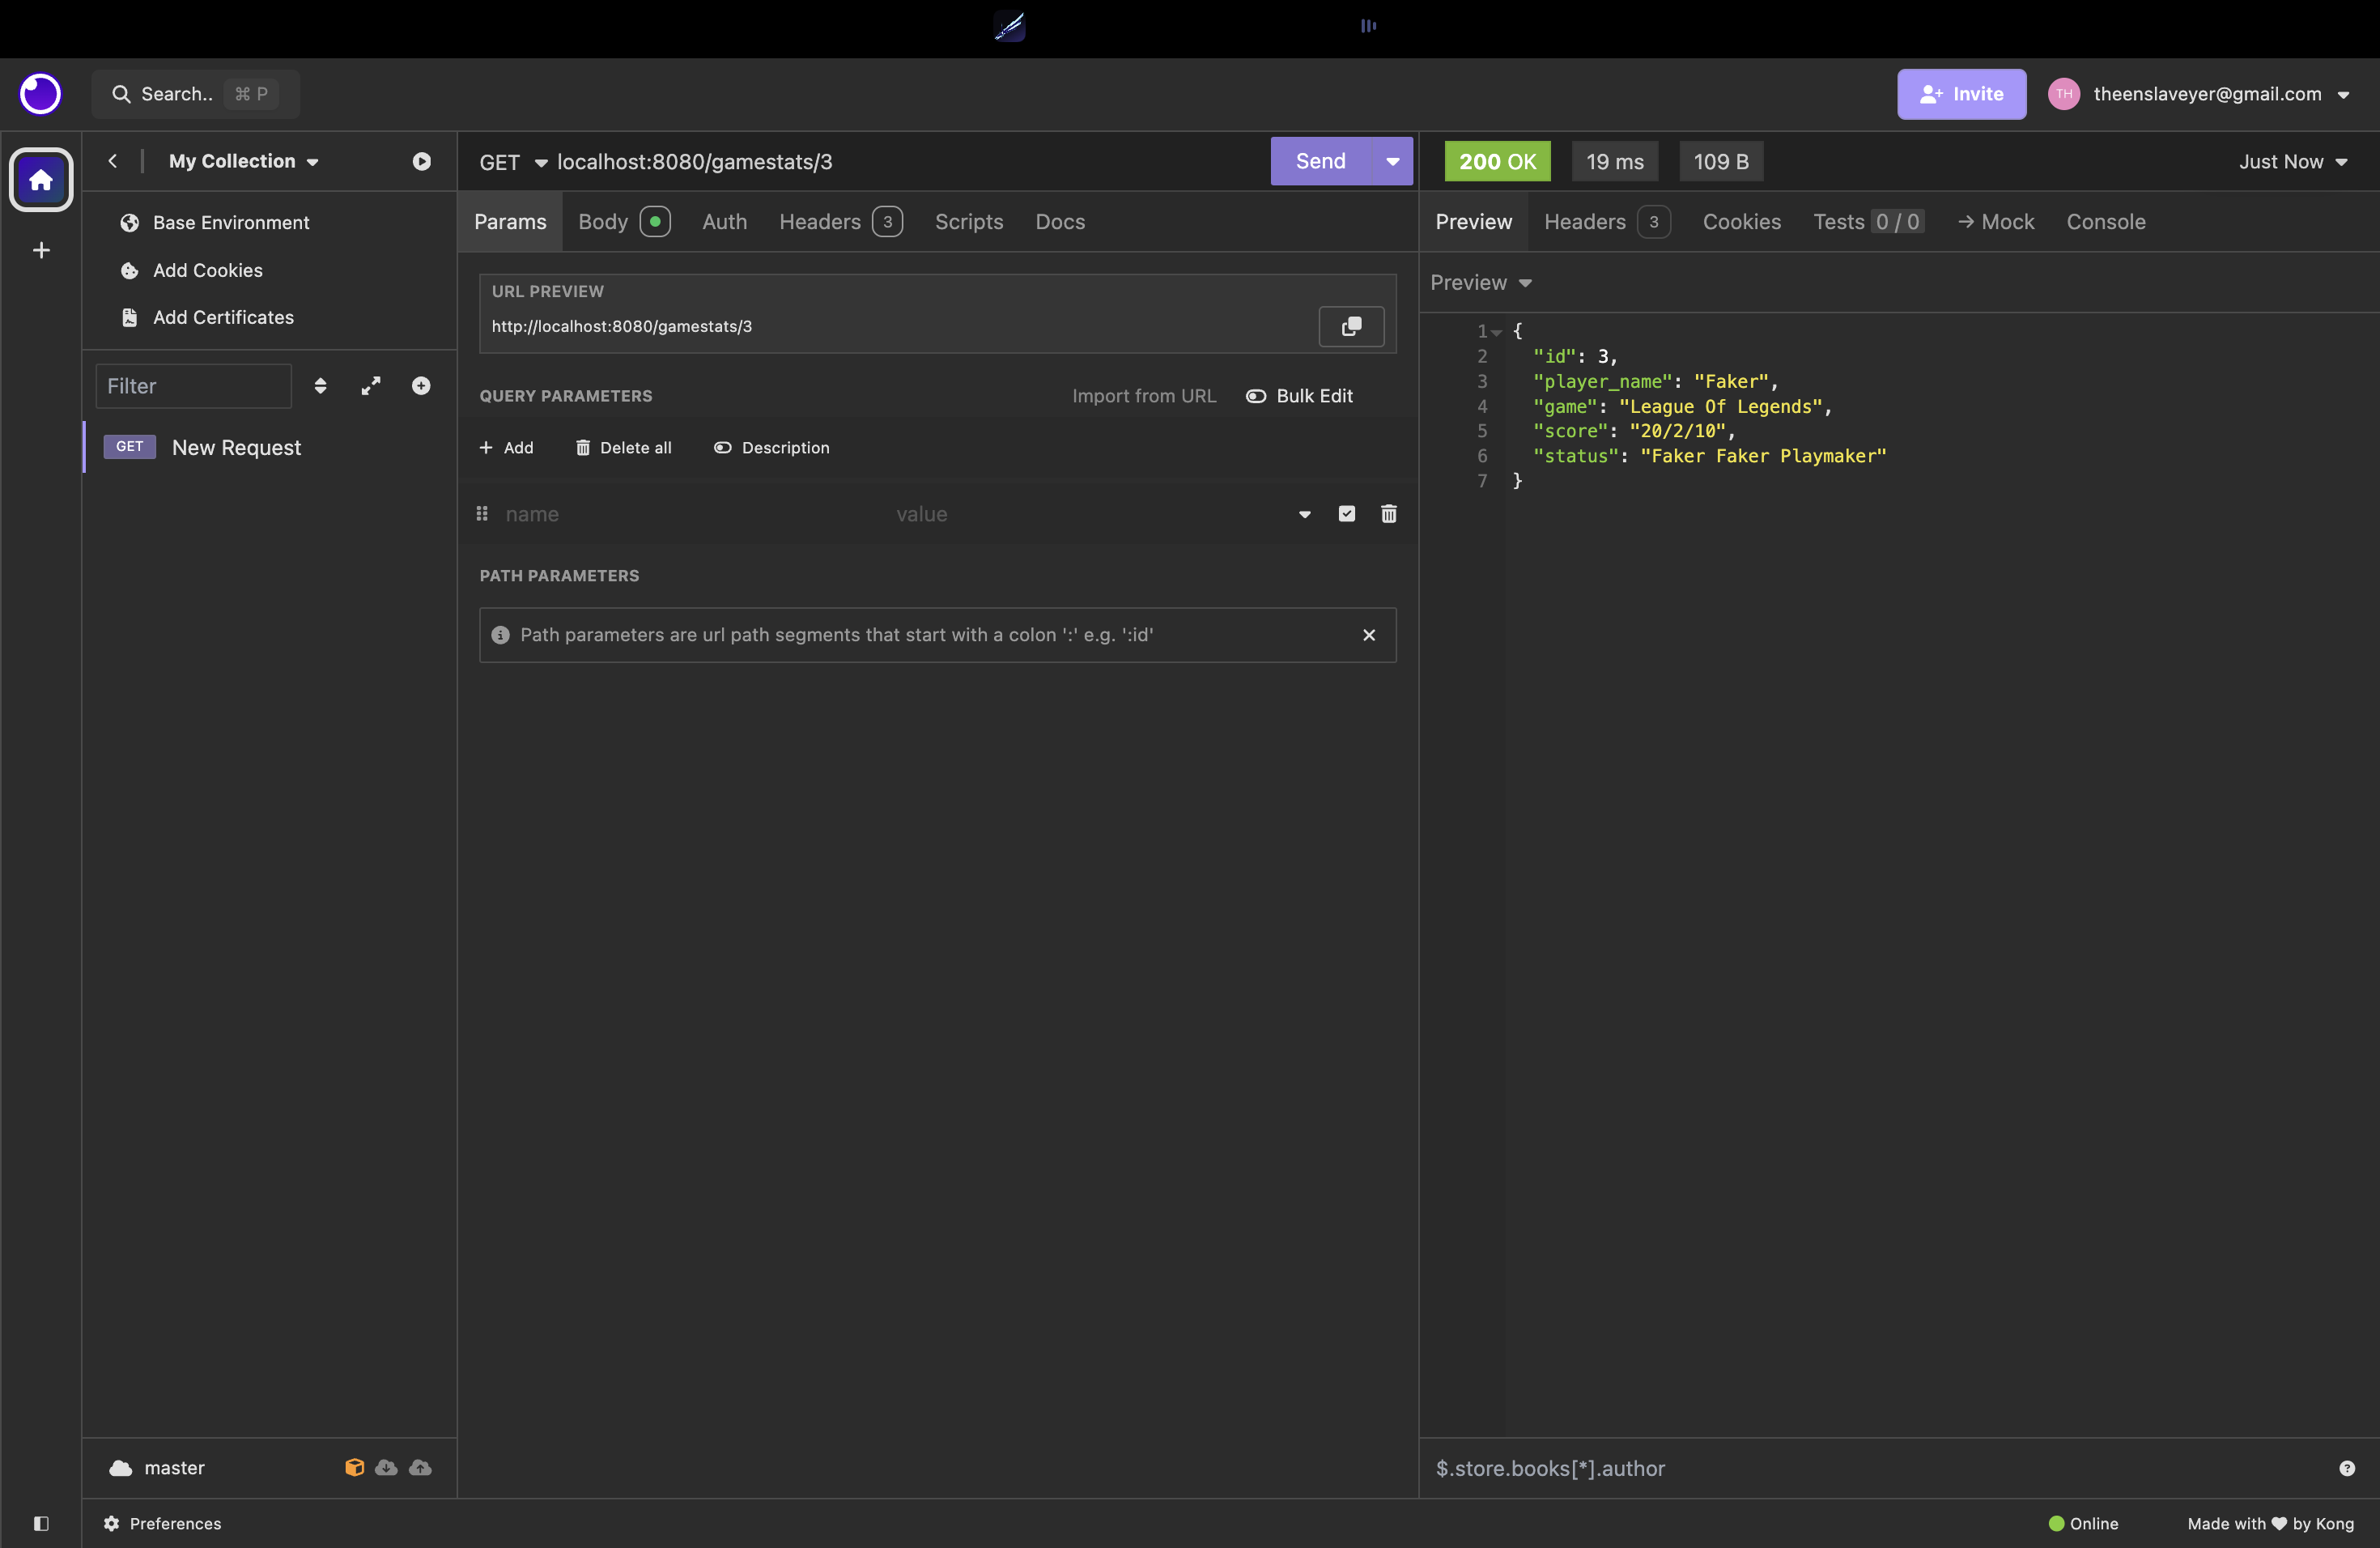 Search.. ⌘ P
Invite
TH theenslaveyer@gmail.com
My Collection
Base Environment
Add Cookies
Add Certificates
Filter
GET New Request
master
GET localhost:8080/gamestats/3 Send
Params Body Auth Headers 3 Scripts Docs
URL PREVIEW
http://localhost:8080/gamestats/3
QUERY PARAMETERS Import from URL Bulk Edit
+ Add Delete all Description
name value
PATH PARAMETERS
Path parameters are url path segments that start with a colon ':' e.g. ':id'
200 OK 19 ms 109 B Just Now
Preview Headers 3 Cookies Tests 0 / 0 → Mock Console
Preview
1 {
2 "id": 3,
3 "player_name": "Faker",
4 "game": "League Of Legends",
5 "score": "20/2/10",
6 "status": "Faker Faker Playmaker"
7 }
$.store.books[*].author
Preferences
Online Made with ♥ by Kong